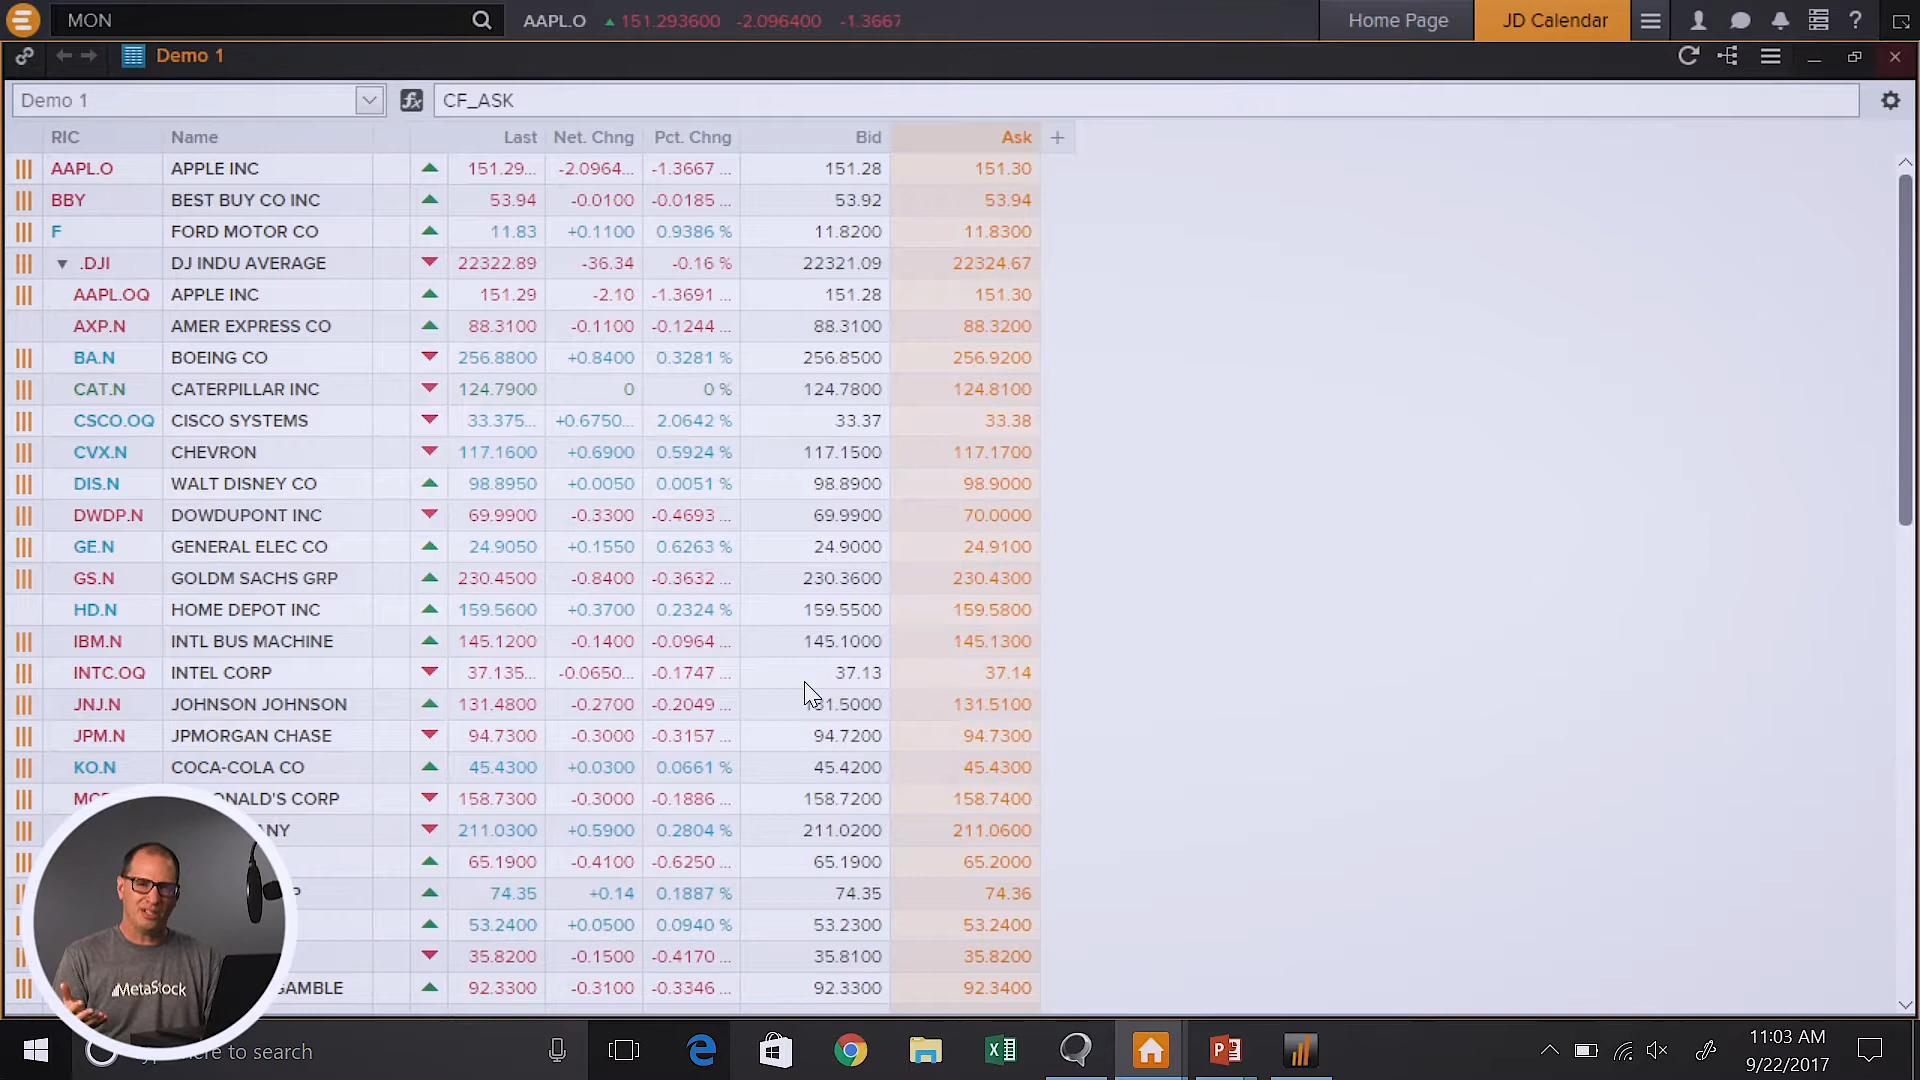 MON
AAPL.O 151.293600 -2.096400 -1.3667
Home Page
JD Calendar
?
Demo 1
Demo 1
fx
CF_ASK
RIC Name Last Net. Chng Pct. Chng Bid Ask +
AAPL.O APPLE INC 151.29... -2.0964... -1.3667 ... 151.28 151.30
BBY BEST BUY CO INC 53.94 -0.0100 -0.0185 ... 53.92 53.94
F FORD MOTOR CO 11.83 +0.1100 0.9386 % 11.8200 11.8300
.DJI DJ INDU AVERAGE 22322.89 -36.34 -0.16 % 22321.09 22324.67
AAPL.OQ APPLE INC 151.29 -2.10 -1.3691 ... 151.28 151.30
AXP.N AMER EXPRESS CO 88.3100 -0.1100 -0.1244 ... 88.3100 88.3200
BA.N BOEING CO 256.8800 +0.8400 0.3281 % 256.8500 256.9200
CAT.N CATERPILLAR INC 124.7900 0 0 % 124.7800 124.8100
CSCO.OQ CISCO SYSTEMS 33.375... +0.6750... 2.0642 % 33.37 33.38
CVX.N CHEVRON 117.1600 +0.6900 0.5924 % 117.1500 117.1700
DIS.N WALT DISNEY CO 98.8950 +0.0050 0.0051 % 98.8900 98.9000
DWDP.N DOWDUPONT INC 69.9900 -0.3300 -0.4693 ... 69.9900 70.0000
GE.N GENERAL ELEC CO 24.9050 +0.1550 0.6263 % 24.9000 24.9100
GS.N GOLDM SACHS GRP 230.4500 -0.8400 -0.3632 ... 230.3600 230.4300
HD.N HOME DEPOT INC 159.5600 +0.3700 0.2324 % 159.5500 159.5800
IBM.N INTL BUS MACHINE 145.1200 -0.1400 -0.0964 ... 145.1000 145.1300
INTC.OQ INTEL CORP 37.135... -0.0650... -0.1747 ... 37.13 37.14
JNJ.N JOHNSON JOHNSON 131.4800 -0.2700 -0.2049 ... 131.5000 131.5100
JPM.N JPMORGAN CHASE 94.7300 -0.3000 -0.3157 ... 94.7200 94.7300
KO.N COCA-COLA CO 45.4300 +0.0300 0.0661 % 45.4200 45.4300
ONALD'S CORP 158.7300 -0.3000 -0.1886 ... 158.7200 158.7400
NY 211.0300 +0.5900 0.2804 % 211.0200 211.0600
65.1900 -0.4100 -0.6250 ... 65.1900 65.2000
P 74.35 +0.14 0.1887 % 74.35 74.36
53.2400 +0.0500 0.0940 % 53.2300 53.2400
35.8200 -0.1500 -0.4170 ... 35.8100 35.8200
GAMBLE 92.3300 -0.3100 -0.3346 ... 92.3300 92.3400
MetaStock
here to search
11:03 AM
9/22/2017